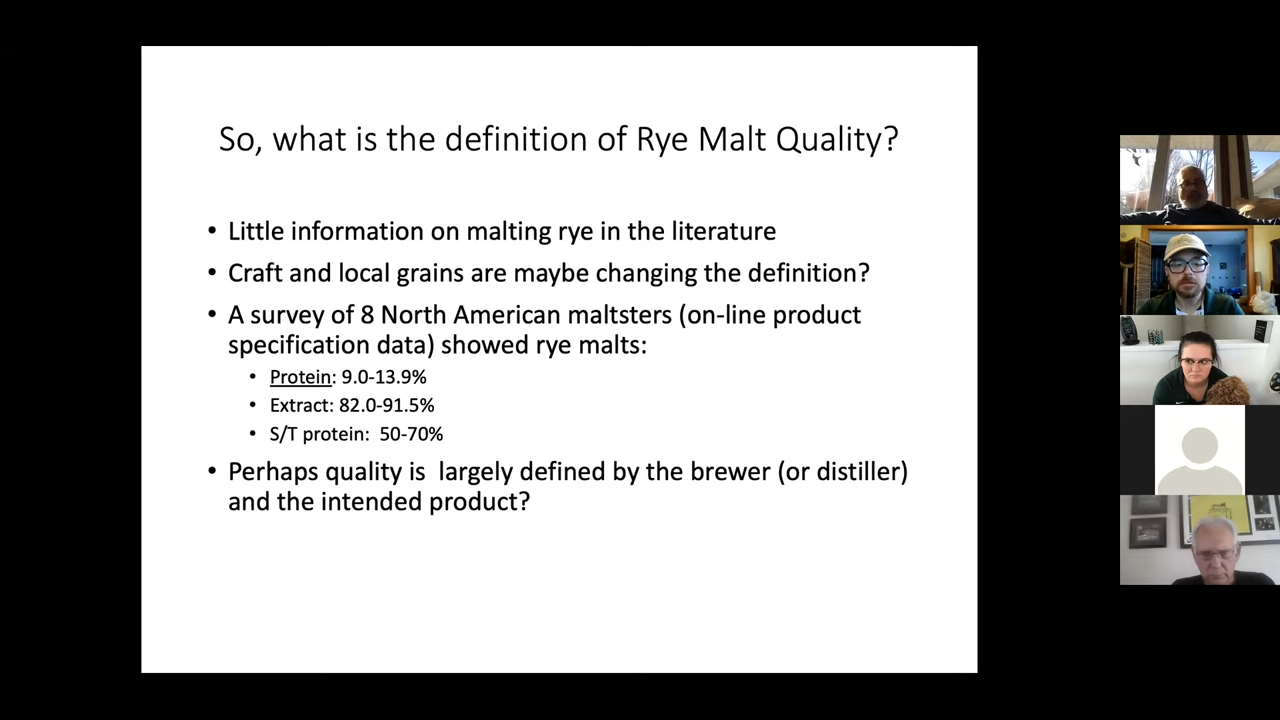 So, what is the definition of Rye Malt Quality?
• Little information on malting rye in the literature
• Craft and local grains are maybe changing the definition?
• A survey of 8 North American maltsters (on-line product
specification data) showed rye malts:
• Protein: 9.0-13.9%
• Extract: 82.0-91.5%
• S/T protein:  50-70%
• Perhaps quality is  largely defined by the brewer (or distiller)
and the intended product?